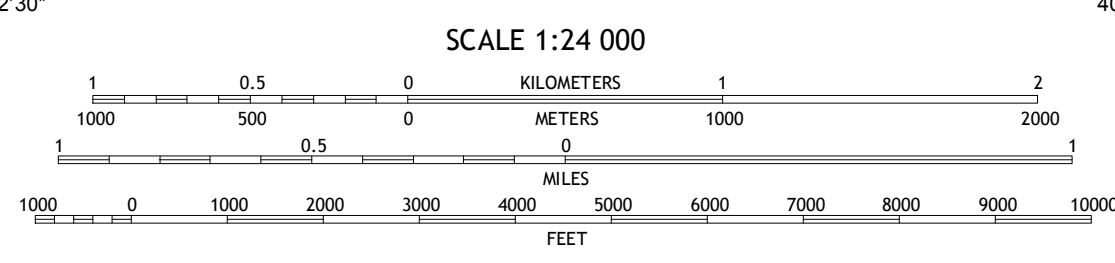 2'30" 40
SCALE 1:24 000
1 0.5 0 KILOMETERS 1 2
1000 500 0 METERS 1000 2000
1 0.5 0 1
MILES
1000 0 1000 2000 3000 4000 5000 6000 7000 8000 9000 10000
FEET